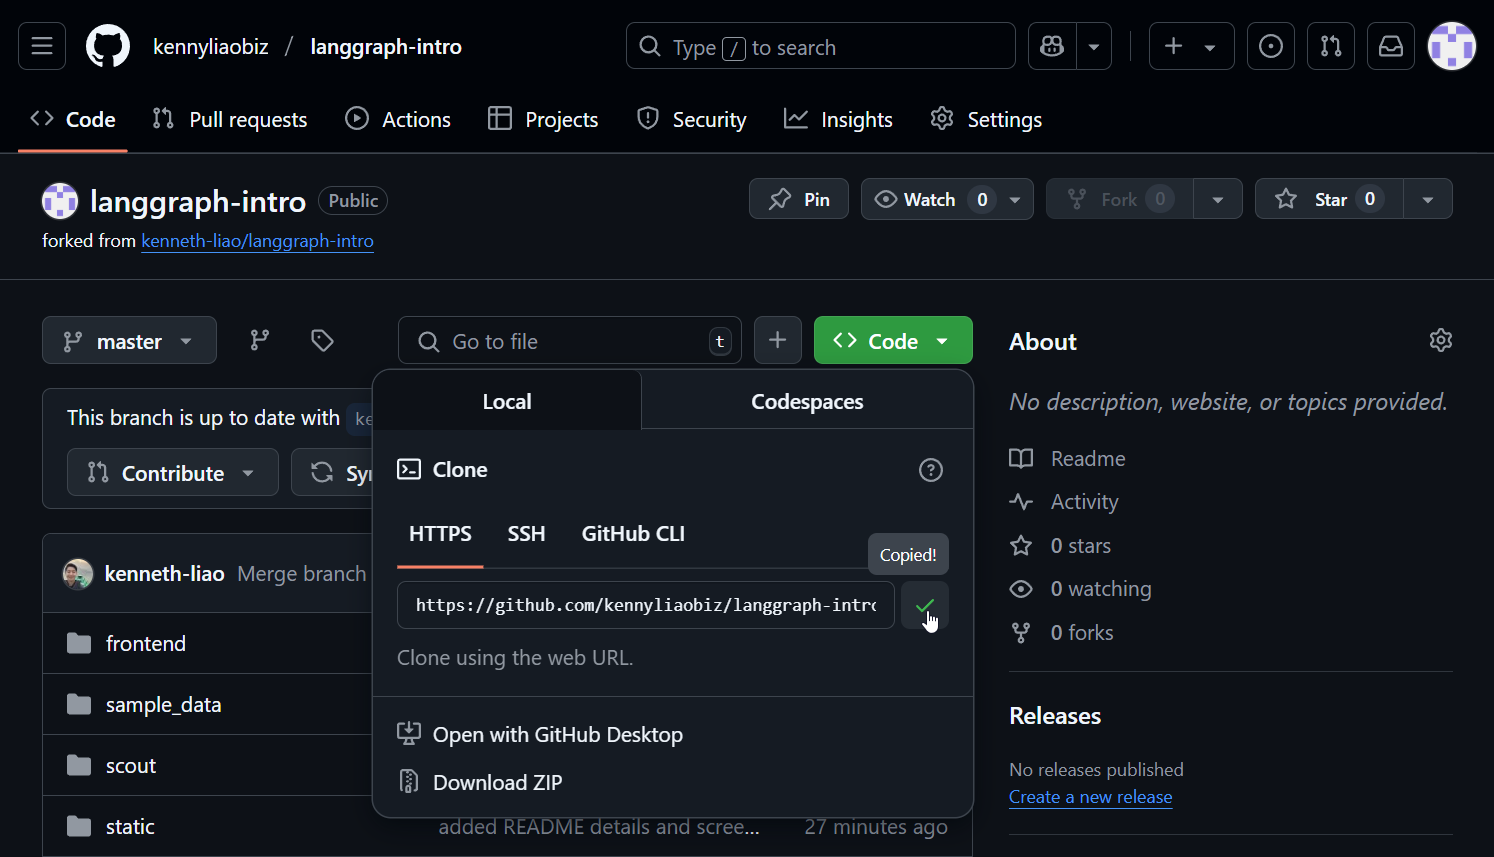 kennyliaobiz / langgraph-intro
Type / to search
Code
Pull requests
Actions
Projects
Security
Insights
Settings
langgraph-intro
Public
Pin
Watch 0
Fork 0
Star 0
forked from kenneth-liao/langgraph-intro
master
Go to file
t
Code
About
No description, website, or topics provided.
Local
Codespaces
This branch is up to date with ke
Contribute
Syn
Clone
HTTPS
SSH
GitHub CLI
Copied!
https://github.com/kennyliaobiz/langgraph-intro
Clone using the web URL.
Open with GitHub Desktop
Download ZIP
kenneth-liao Merge branch
frontend
sample_data
scout
static
added README details and scree...
27 minutes ago
Readme
Activity
0 stars
0 watching
0 forks
Releases
No releases published
Create a new release